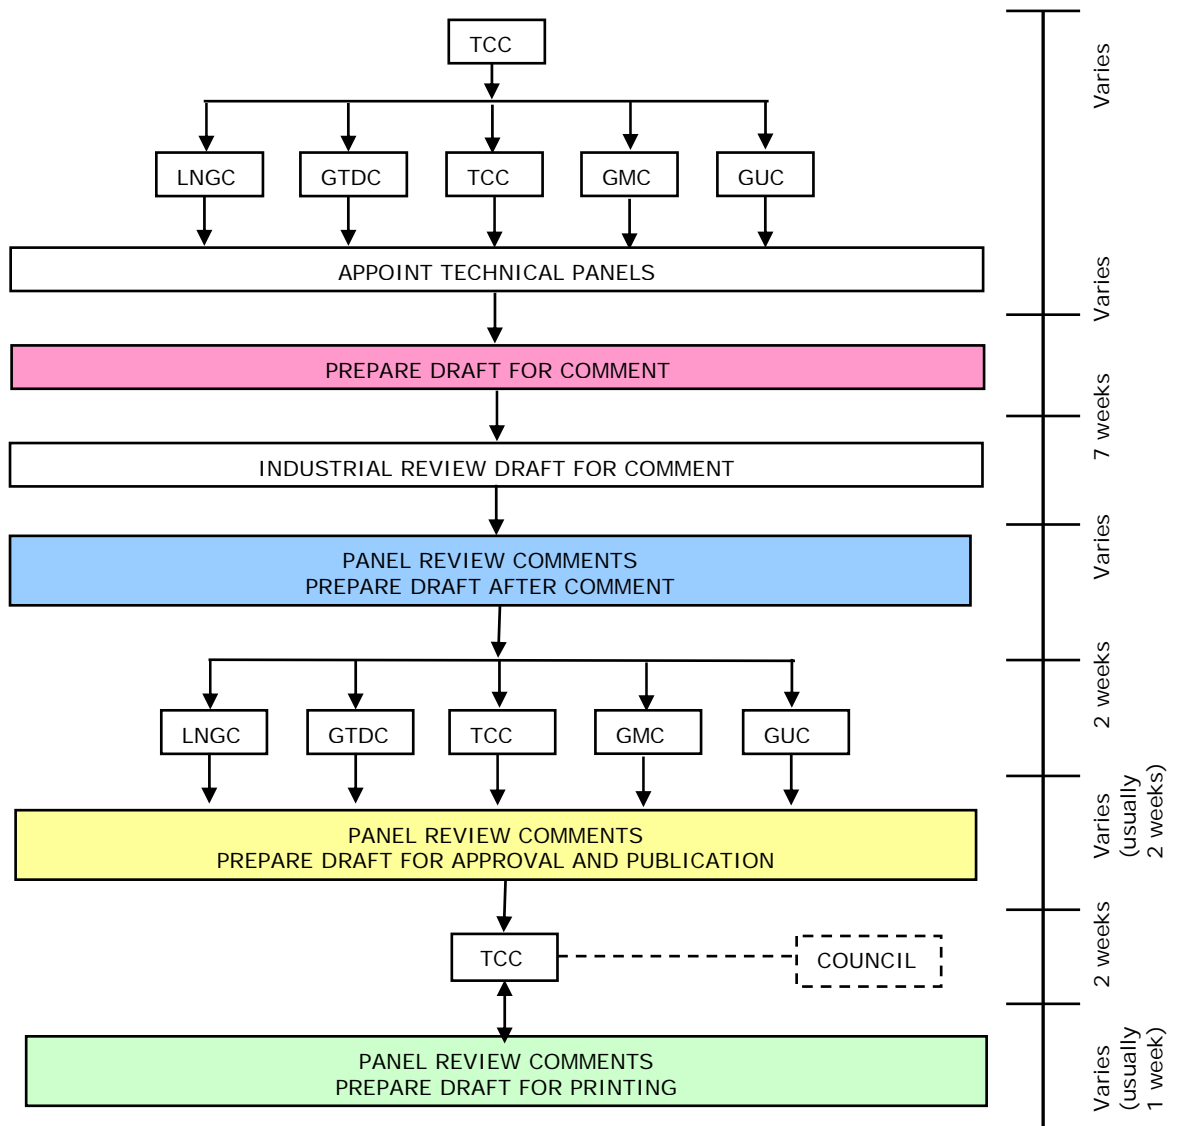 TCC
LNGC
GTDC
TCC
GMC
GUC
APPOINT TECHNICAL PANELS
PREPARE DRAFT FOR COMMENT
INDUSTRIAL REVIEW DRAFT FOR COMMENT
PANEL REVIEW COMMENTS
PREPARE DRAFT AFTER COMMENT
LNGC
GTDC
TCC
GMC
GUC
PANEL REVIEW COMMENTS
PREPARE DRAFT FOR APPROVAL AND PUBLICATION
TCC
COUNCIL
PANEL REVIEW COMMENTS
PREPARE DRAFT FOR PRINTING
Varies
Varies
7 weeks
Varies
2 weeks
Varies
(usually
2 weeks)
2 weeks
Varies
(usually
1 week)